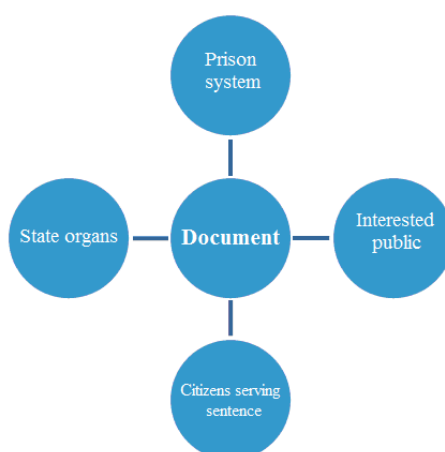 Prison
system
State organs
Document
Interested
public
Citizens serving
sentence